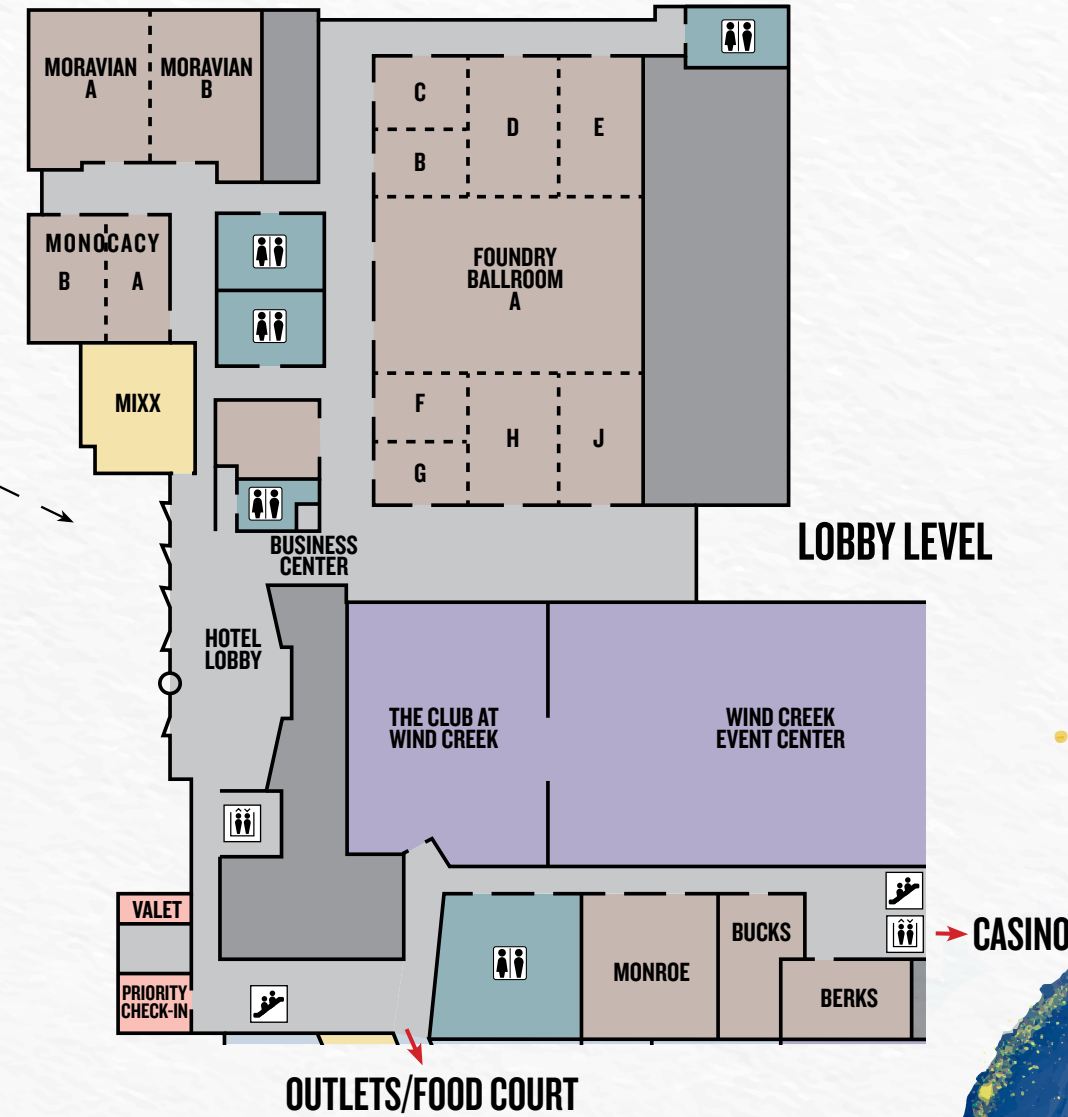 MORAVIAN
A
MORAVIAN
B
C
D
E
B
MONOCACY
B
A
FOUNDRY
BALLROOM
A
MIXX
F
H
J
G
BUSINESS
CENTER
LOBBY LEVEL
HOTEL
LOBBY
THE CLUB AT
WIND CREEK
WIND CREEK
EVENT CENTER
VALET
BUCKS
CASINO
MONROE
PRIORITY
CHECK-IN
BERKS
OUTLETS/FOOD COURT